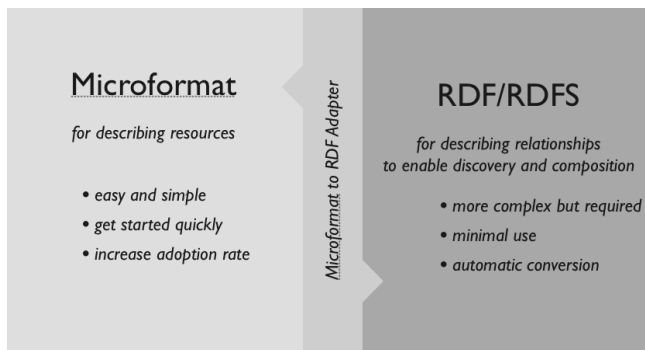 Microformat
for describing resources
• easy and simple
• get started quickly
• increase adoption rate
Microformat to RDF Adapter
RDF/RDFS
for describing relationships
to enable discovery and composition
• more complex but required
• minimal use
• automatic conversion